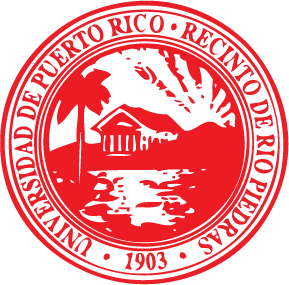 UNIVERSIDAD DE PUERTO RICO · RECINTO DE RIO PIEDRAS
· 1903 ·